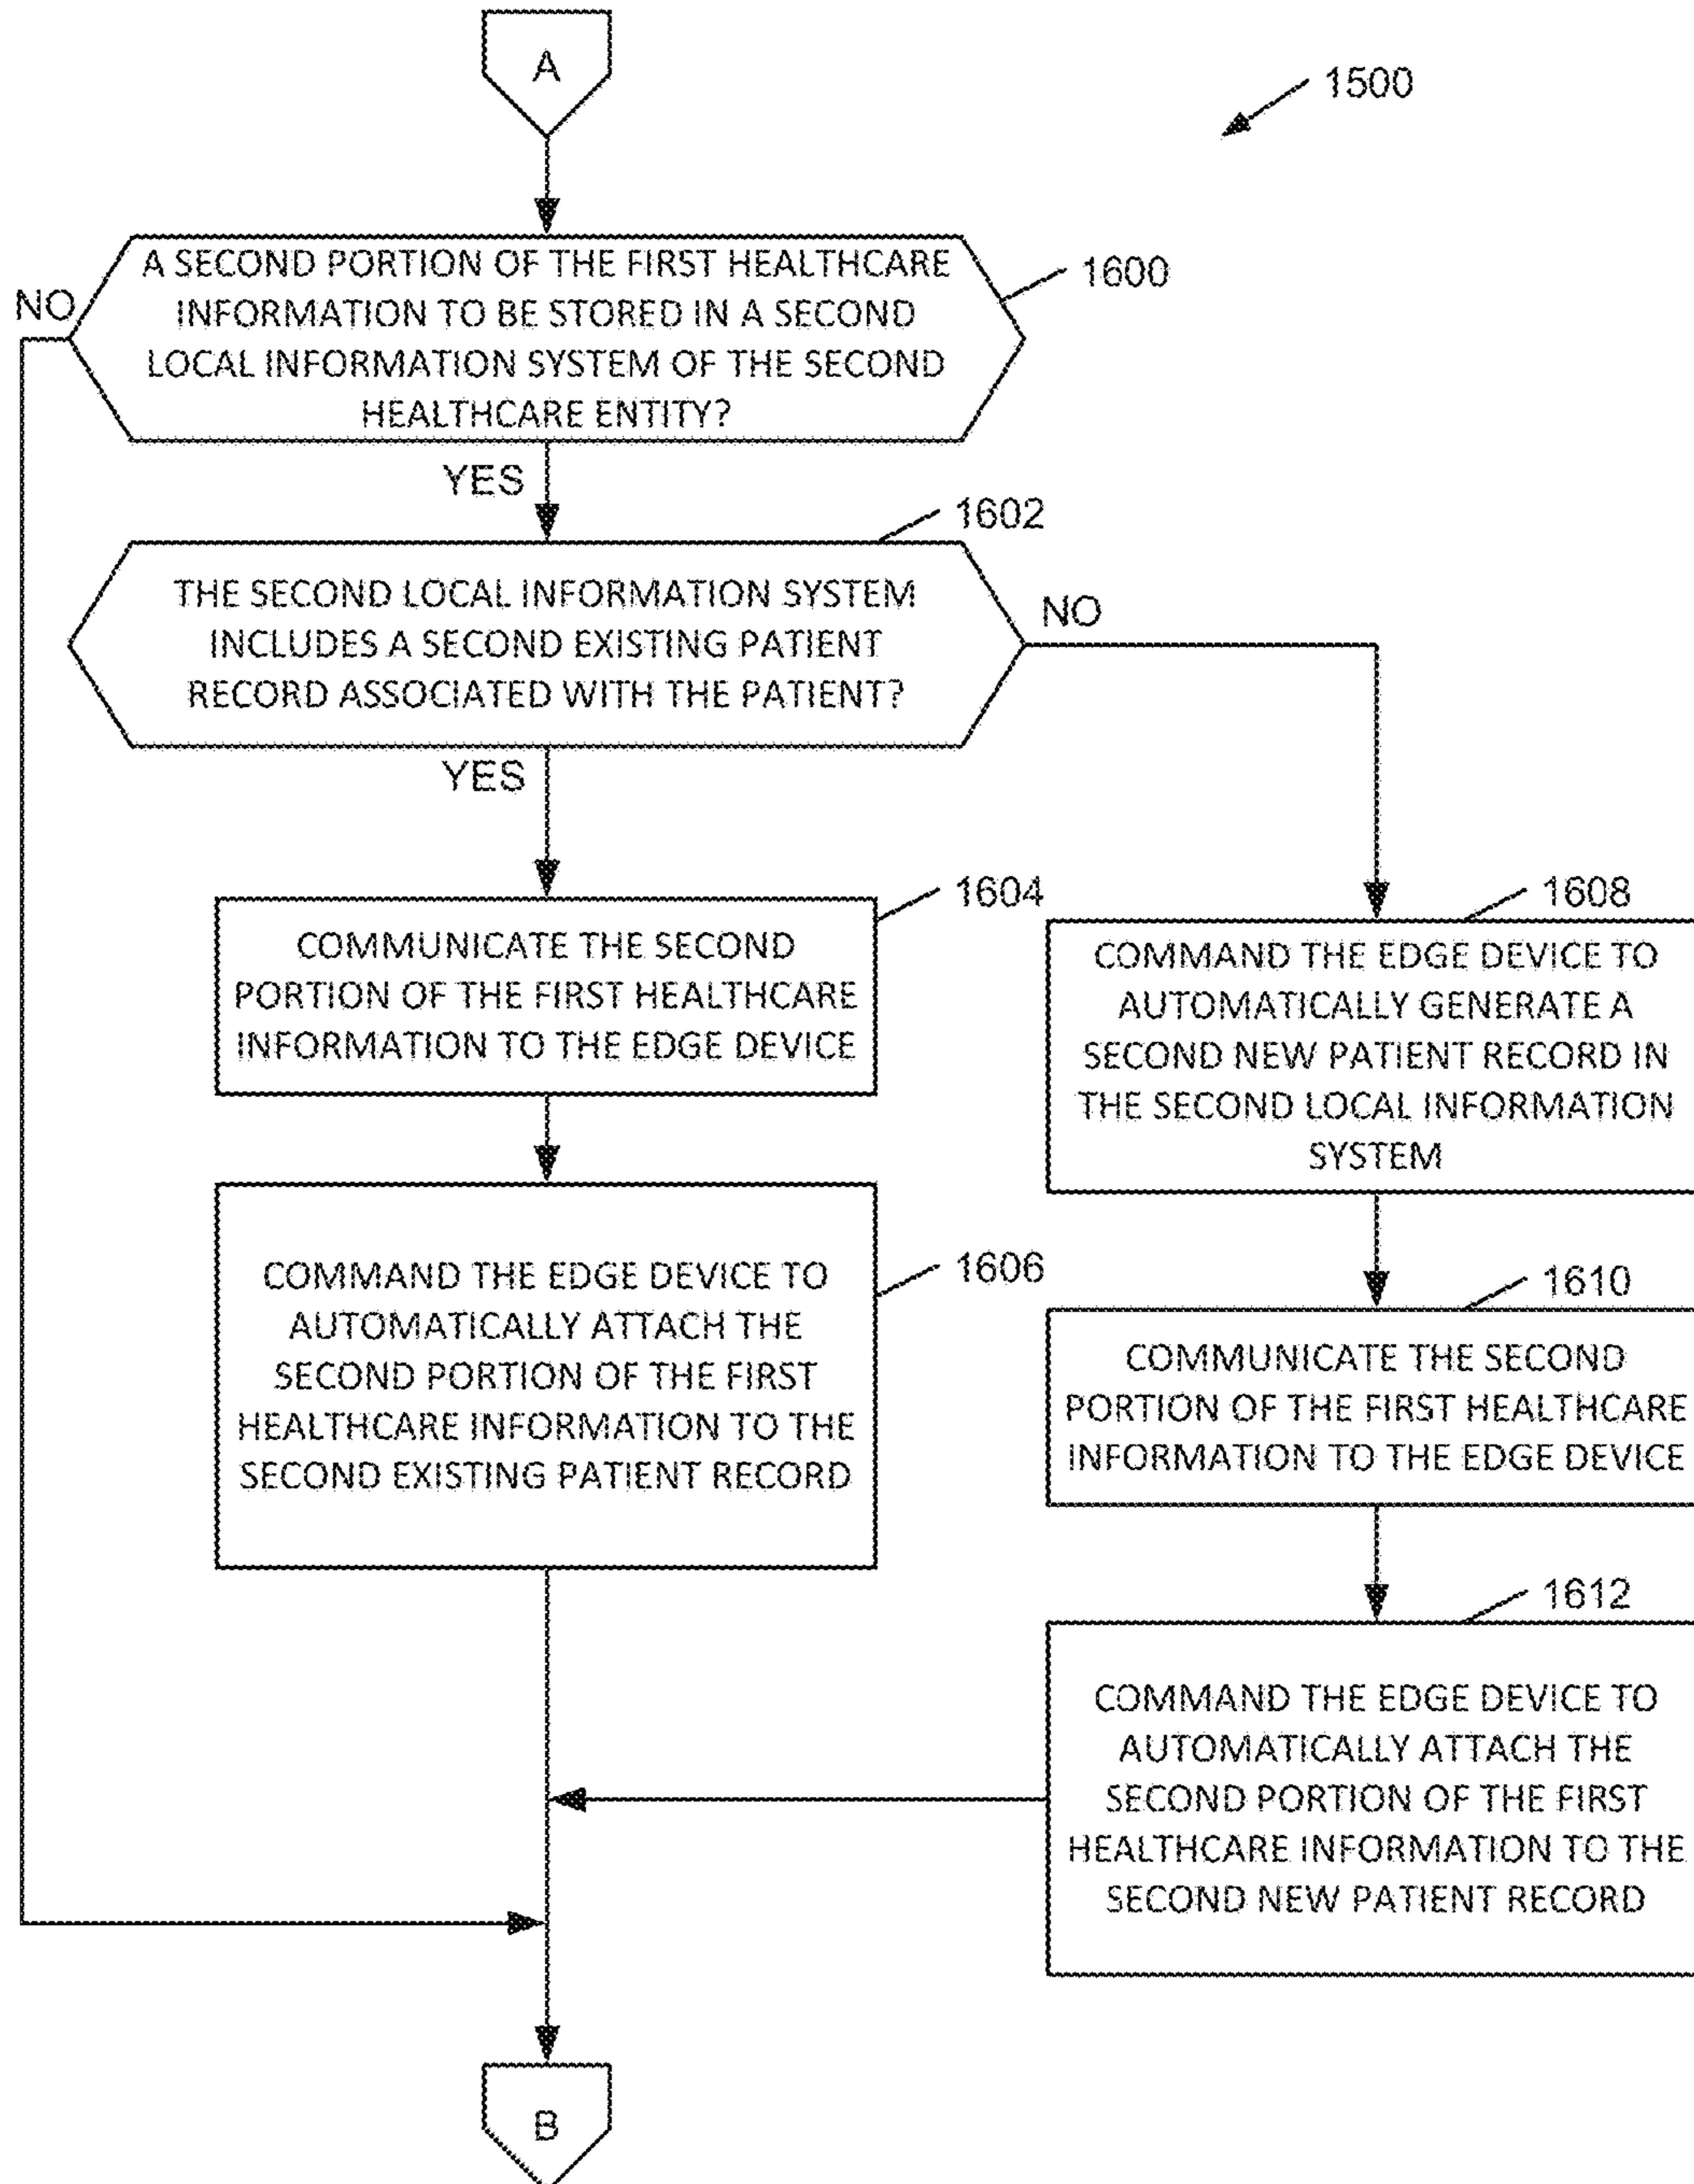 A
1500
A SECOND PORTION OF THE FIRST HEALTHCARE
INFORMATION TO BE STORED IN A SECOND
LOCAL INFORMATION SYSTEM OF THE SECOND
HEALTHCARE ENTITY?
1600
NO
YES
1602
THE SECOND LOCAL INFORMATION SYSTEM
INCLUDES A SECOND EXISTING PATIENT
RECORD ASSOCIATED WITH THE PATIENT?
NO
YES
1604
COMMUNICATE THE SECOND
PORTION OF THE FIRST HEALTHCARE
INFORMATION TO THE EDGE DEVICE
1606
COMMAND THE EDGE DEVICE TO
AUTOMATICALLY ATTACH THE
SECOND PORTION OF THE FIRST
HEALTHCARE INFORMATION TO THE
SECOND EXISTING PATIENT RECORD
1608
COMMAND THE EDGE DEVICE TO
AUTOMATICALLY GENERATE A
SECOND NEW PATIENT RECORD IN
THE SECOND LOCAL INFORMATION
SYSTEM
1610
COMMUNICATE THE SECOND
PORTION OF THE FIRST HEALTHCARE
INFORMATION TO THE EDGE DEVICE
1612
COMMAND THE EDGE DEVICE TO
AUTOMATICALLY ATTACH THE
SECOND PORTION OF THE FIRST
HEALTHCARE INFORMATION TO THE
SECOND NEW PATIENT RECORD
B